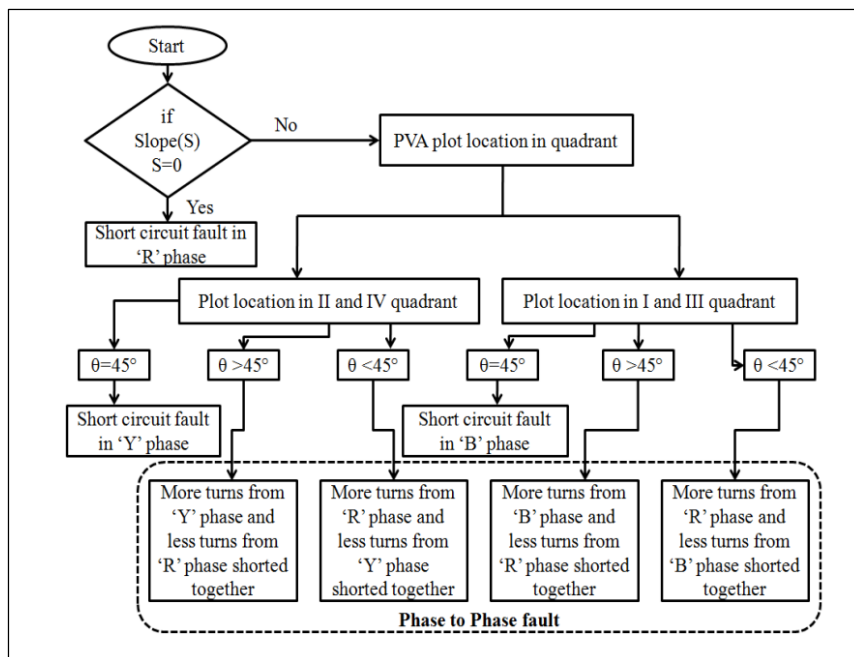 Start
if
Slope(S)
S=0
No
PVA plot location in quadrant
Yes
Short circuit fault in
‘R’ phase
Plot location in II and IV quadrant
Plot location in I and III quadrant
θ=45°
θ >45°
θ <45°
θ=45°
θ >45°
θ <45°
Short circuit fault
in ‘Y’ phase
Short circuit fault
in ‘B’ phase
More turns from
‘Y’ phase and
less turns from
‘R’ phase shorted
together
More turns from
‘R’ phase and
less turns from
‘Y’ phase
shorted together
More turns from
‘B’ phase and
less turns from
‘R’ phase shorted
together
More turns from
‘R’ phase and
less turns from
‘B’ phase shorted
together
Phase to Phase fault